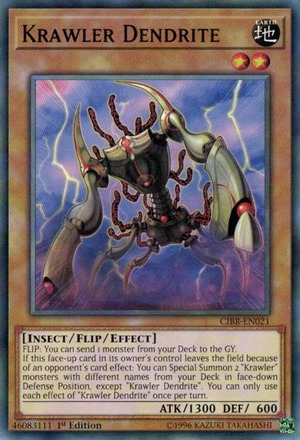 KRAWLER DENDRITE
EARTH
地
CIBR-EN021
[INSECT/FLIP/EFFECT]
FLIP: You can send 1 monster from your Deck to the GY.
If this face-up card in its owner's control leaves the field because
of an opponent's card effect: You can Special Summon 2 "Krawler"
monsters with different names from your Deck in face-down
Defense Position, except "Krawler Dendrite". You can only use
each effect of "Krawler Dendrite" once per turn.
ATK/1300 DEF/ 600
46083111 1st Edition ©1996 KAZUKI TAKAHASHI